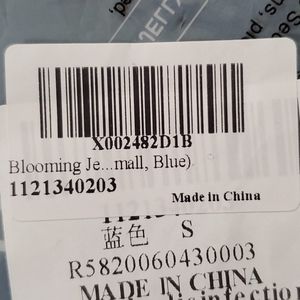 X002482D1B
Blooming Je...mall, Blue)
1121340203
Made in China
蓝色 S
R5820060430003
MADE IN CHINA